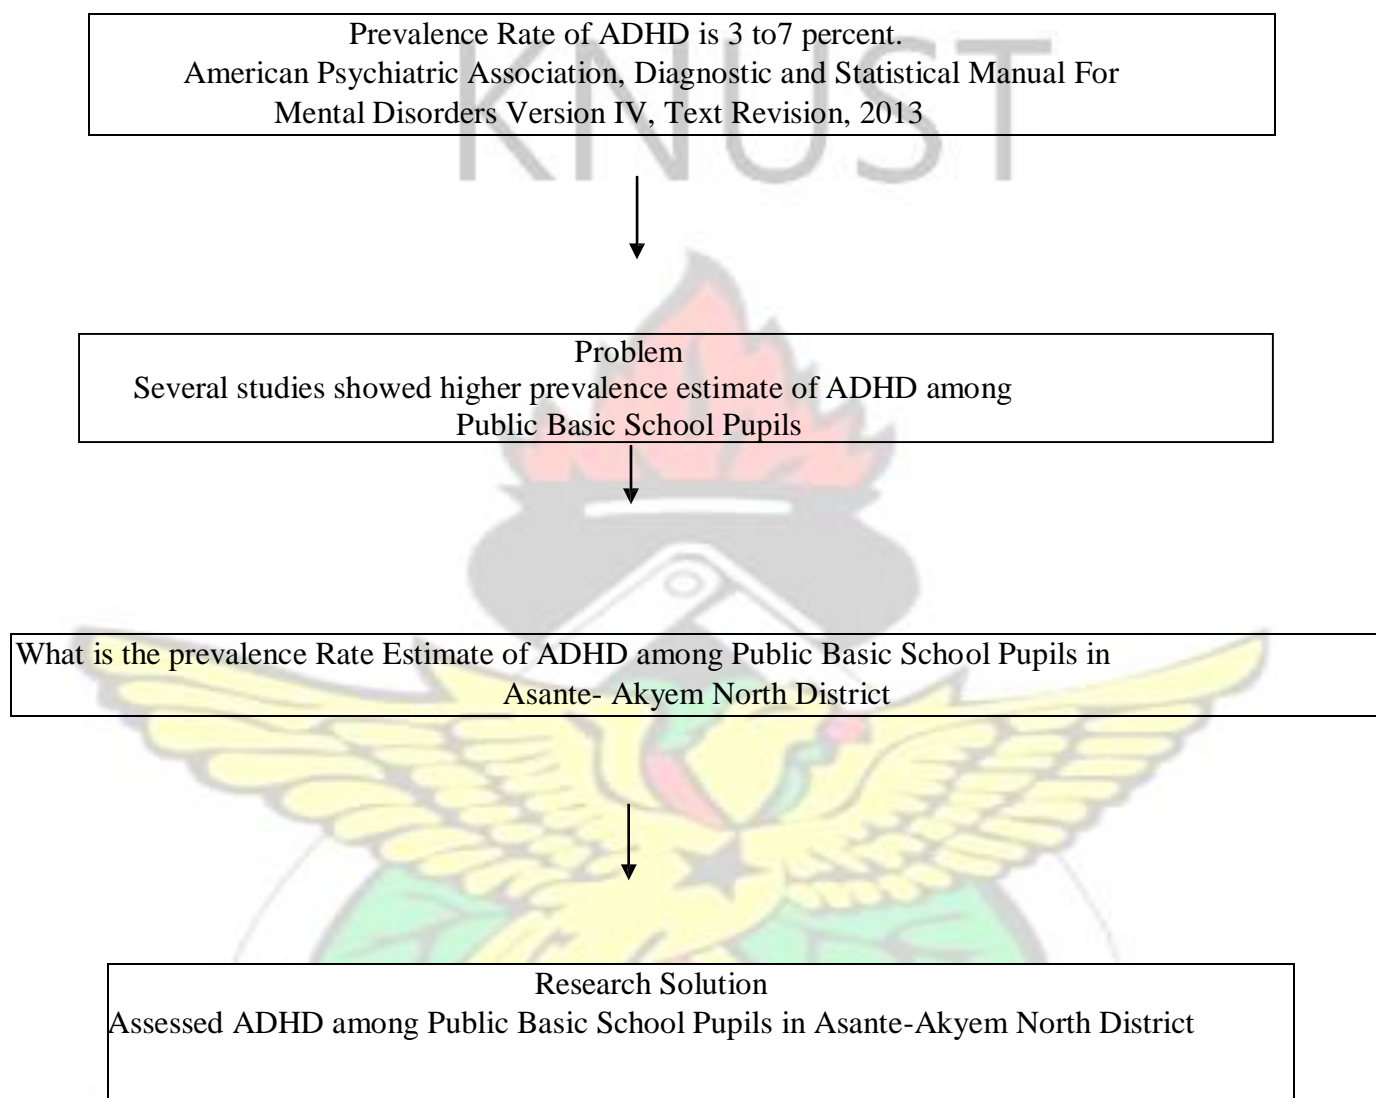 Prevalence Rate of ADHD is 3 to7 percent.
American Psychiatric Association, Diagnostic and Statistical Manual For
Mental Disorders Version IV, Text Revision, 2013
KNUST
Problem
Several studies showed higher prevalence estimate of ADHD among
Public Basic School Pupils
What is the prevalence Rate Estimate of ADHD among Public Basic School Pupils in
Asante- Akyem North District
Research Solution
Assessed ADHD among Public Basic School Pupils in Asante-Akyem North District